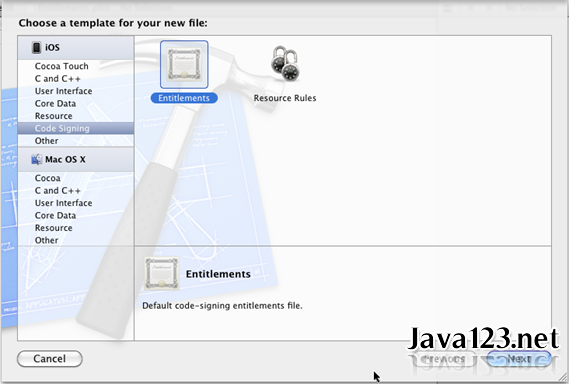 Choose a template for your new file:
iOS
Cocoa Touch
C and C++
User Interface
Core Data
Resource
Code Signing
Other
Mac OS X
Cocoa
C and C++
User Interface
Core Data
Resource
Other
Entitlements
Resource Rules
Entitlements
Default code-signing entitlements file.
Java123.net
Cancel
Previous
Next